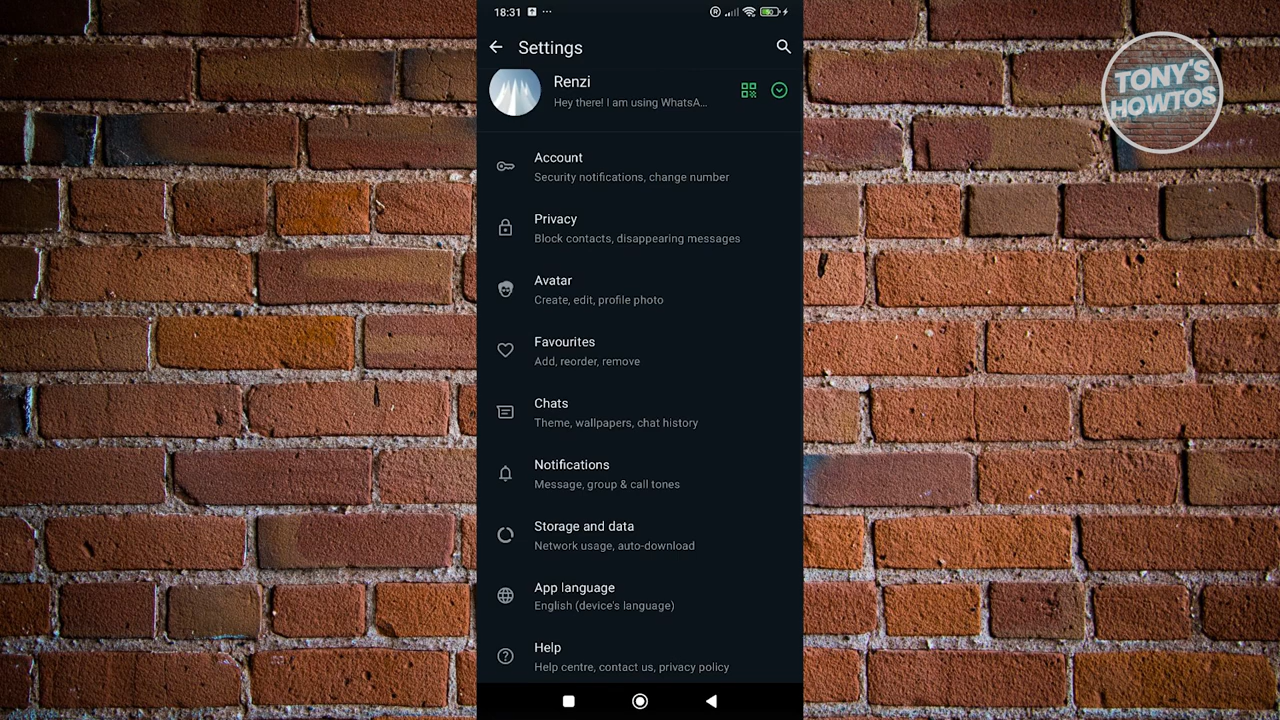 18:31
Settings
Renzi
Hey there! I am using WhatsA...
Account
Security notifications, change number
Privacy
Block contacts, disappearing messages
Avatar
Create, edit, profile photo
Favourites
Add, reorder, remove
Chats
Theme, wallpapers, chat history
Notifications
Message, group & call tones
Storage and data
Network usage, auto-download
App language
English (device's language)
Help
Help centre, contact us, privacy policy
TONY'S
HOWTOS